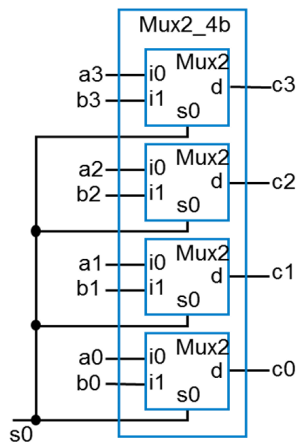 Mux2_4b
a3 i0 Mux2
b3 i1 d c3
s0
a2 i0 Mux2
b2 i1 d c2
s0
a1 i0 Mux2
b1 i1 d c1
s0
a0 i0 Mux2
b0 i1 d c0
s0
s0